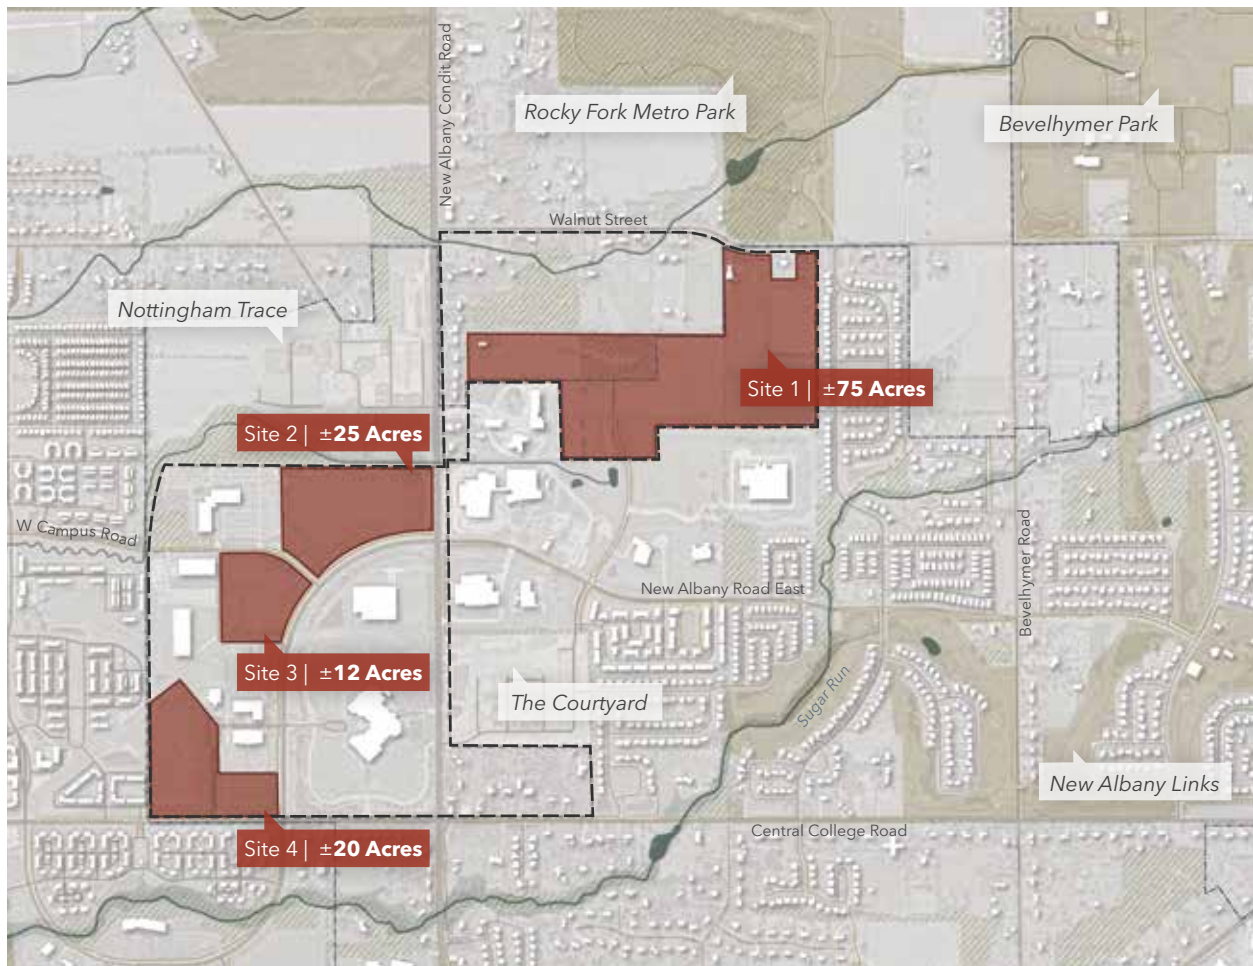 New Albany Condit Road
Rocky Fork Metro Park
Bevelhymer Park
Walnut Street
Nottingham Trace
Site 1 | ±75 Acres
Site 2 | ±25 Acres
W Campus Road
New Albany Road East
Bevelhymer Road
Site 3 | ±12 Acres
The Courtyard
Sugar Run
New Albany Links
Central College Road
Site 4 | ±20 Acres